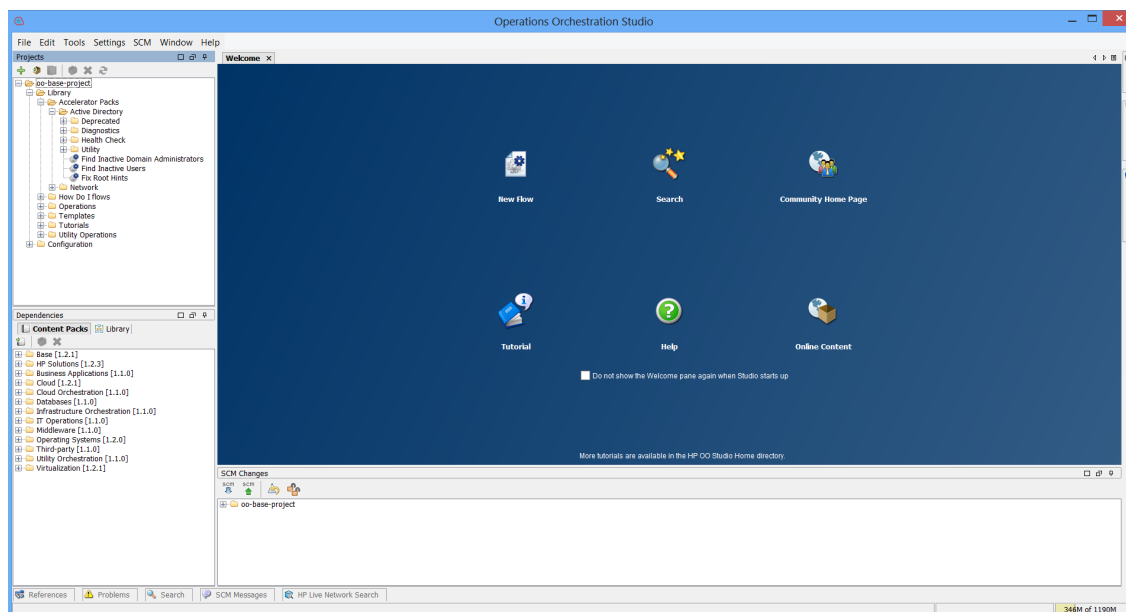 Operations Orchestration Studio
File Edit Tools Settings SCM Window Help
Projects
Welcome
oo-base-project
Library
Accelerator Packs
Active Directory
Deprecated
Diagnostics
Health Check
Utility
Find Inactive Domain Administrators
Find Inactive Users
Fix Root Hints
Network
How Do I flows
Operations
Templates
Tutorials
Utility Operations
Configuration
New Flow
Search
Community Home Page
Tutorial
Help
Online Content
Do not show the Welcome pane again when Studio starts up
More tutorials are available in the HP OO Studio Home directory.
Dependencies
Content Packs Library
Base [1.2.1]
HP Solutions [1.2.3]
Business Applications [1.1.0]
Cloud [1.2.1]
Cloud Orchestration [1.1.0]
Databases [1.1.0]
Infrastructure Orchestration [1.1.0]
IT Operations [1.1.0]
Middleware [1.1.0]
Operating Systems [1.2.0]
Third-party [1.1.0]
Utility Orchestration [1.1.0]
Virtualization [1.2.1]
SCM Changes
SCM SCM
oo-base-project
References Problems Search SCM Messages HP Live Network Search
346M of 1190M